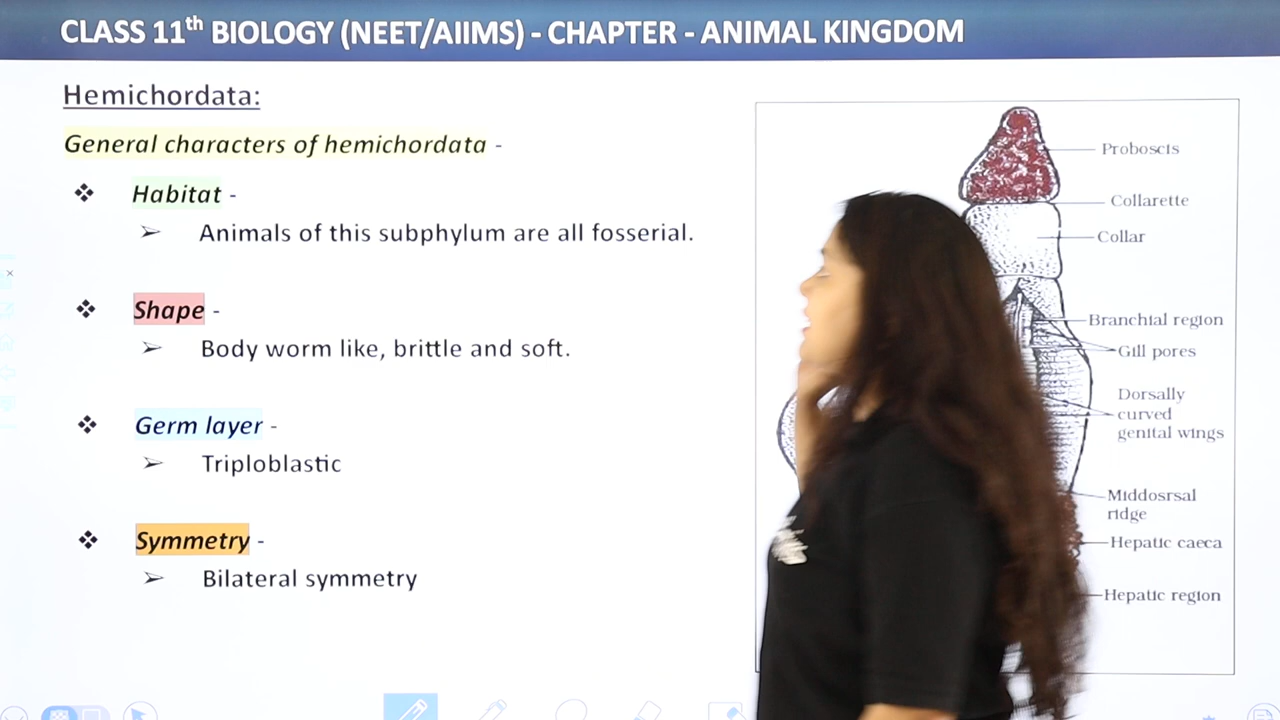 CLASS 11th BIOLOGY (NEET/AIIMS) - CHAPTER - ANIMAL KINGDOM
Hemichordata:
General characters of hemichordata -
Habitat -
Animals of this subphylum are all fosserial.
Shape -
Body worm like, brittle and soft.
Germ layer -
Triploblastic
Symmetry -
Bilateral symmetry
Proboscis
Collarette
Collar
Branchial region
Gill pores
Dorsally
curved
genital wings
Middosrsal
ridge
Hepatic caeca
Hepatic region